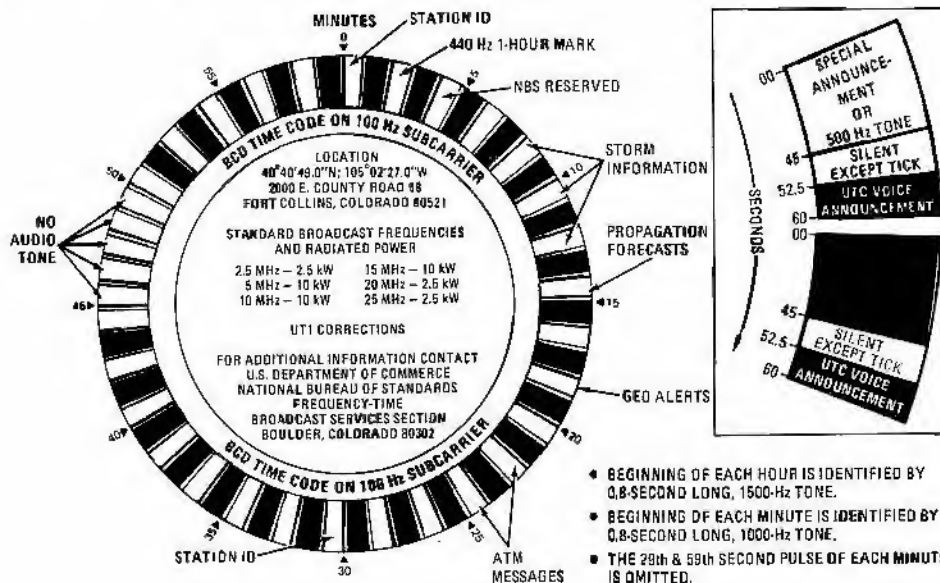 MINUTES
STATION ID
440 Hz 1-HOUR MARK
NBS RESERVED
STORM
INFORMATION
PROPAGATION
FORECASTS
GEO ALERTS
ATM
MESSAGES
STATION ID
NO
AUDIO
TONE
0
5
10
15
20
25
30
35
40
45
50
55
BCD TIME CODE ON 100 Hz SUBCARRIER
LOCATION
40°40'49.0"N; 105°02'27.0"W
2000 E. COUNTY ROAD 58
FORT COLLINS, COLORADO 80521
STANDARD BROADCAST FREQUENCIES
AND RADIATED POWER
2.5 MHz – 2.5 kW 15 MHz – 10 kW
5 MHz – 10 kW 20 MHz – 2.5 kW
10 MHz – 10 kW 25 MHz – 2.5 kW
UT1 CORRECTIONS
FOR ADDITIONAL INFORMATION CONTACT
U.S. DEPARTMENT OF COMMERCE
NATIONAL BUREAU OF STANDARDS
FREQUENCY-TIME
BROADCAST SERVICES SECTION
BOULDER, COLORADO 80302
BCD TIME CODE ON 100 Hz SUBCARRIER
SECONDS
00
SPECIAL
ANNOUNCE-
MENT
OR
500 Hz TONE
45
SILENT
EXCEPT TICK
52.5
UTC VOICE
ANNOUNCEMENT
60
00
45
SILENT
EXCEPT TICK
52.5
UTC VOICE
ANNOUNCEMENT
60
BEGINNING OF EACH HOUR IS IDENTIFIED BY
0.8-SECOND LONG, 1500-Hz TONE.
BEGINNING OF EACH MINUTE IS IDENTIFIED BY
0.8-SECOND LONG, 1000-Hz TONE.
THE 29th & 59th SECOND PULSE OF EACH MINUTE
IS OMITTED.